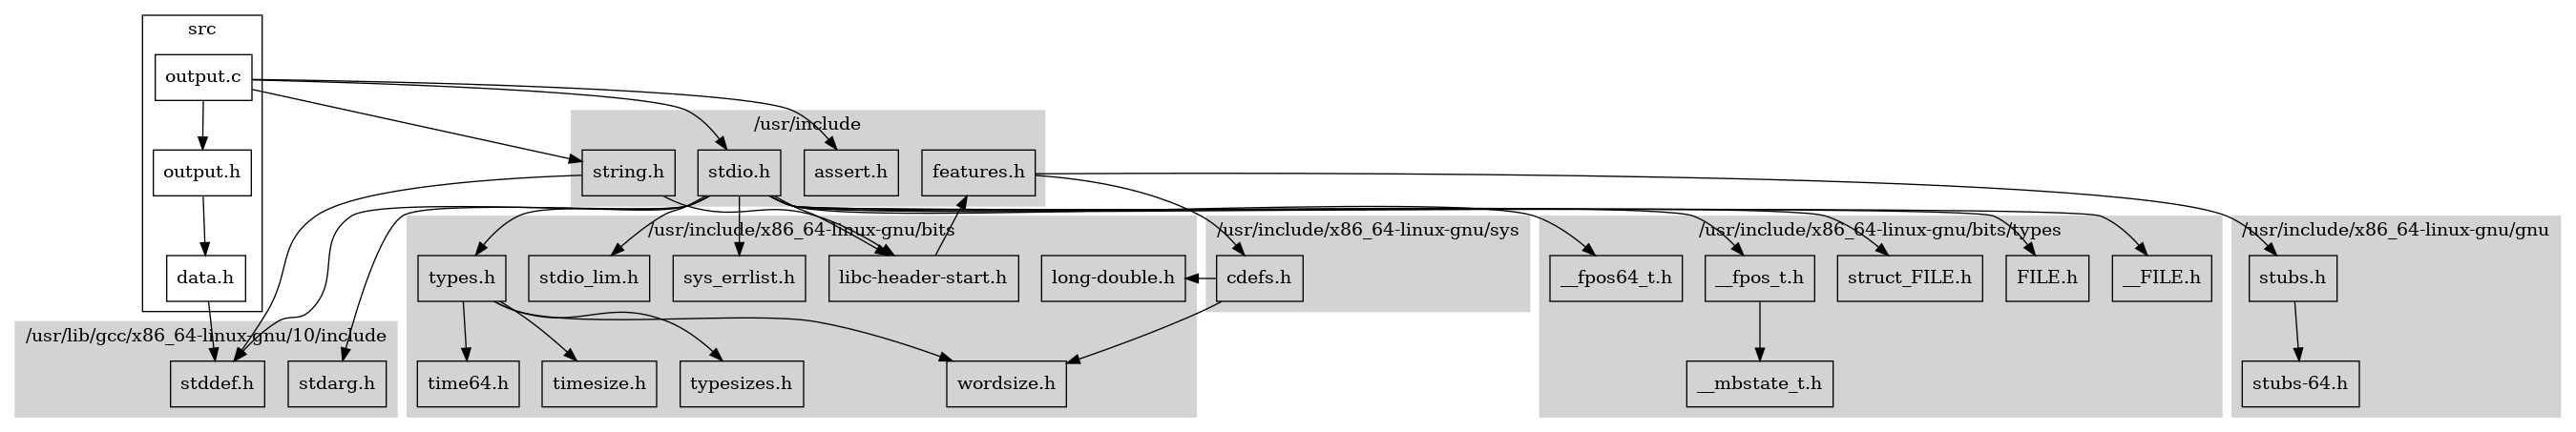 src
output.c
/usr/include
output.h
string.h
stdio.h
assert.h
features.h
/usr/include/x86_64-linux-gnu/bits
/usr/include/x86_64-linux-gnu/sys
/usr/include/x86_64-linux-gnu/bits/types
/usr/include/x86_64-linux-gnu/gnu
data.h
types.h
stdio_lim.h
sys_errlist.h
libc-header-start.h
long-double.h
cdefs.h
__fpos64_t.h
__fpos_t.h
struct_FILE.h
FILE.h
__FILE.h
stubs.h
/usr/lib/gcc/x86_64-linux-gnu/10/include
stddef.h
stdarg.h
time64.h
timesize.h
typesizes.h
wordsize.h
__mbstate_t.h
stubs-64.h